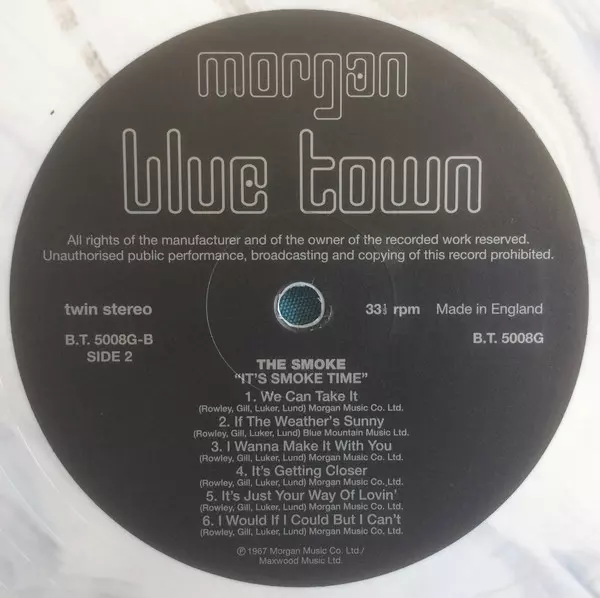 morgan
blue town
All rights of the manufacturer and of the owner of the recorded work reserved.
Unauthorised public performance, broadcasting and copying of this record prohibited.
twin stereo
33⅓ rpm
Made in England
B.T. 5008G-B
SIDE 2
B.T. 5008G
THE SMOKE
"IT'S SMOKE TIME"
1. We Can Take It
(Rowley, Gill, Luker, Lund) Morgan Music Co. Ltd.
2. If The Weather's Sunny
(Rowley, Gill, Luker, Lund) Blue Mountain Music Ltd.
3. I Wanna Make It With You
(Rowley, Gill, Luker, Lund) Morgan Music Co. Ltd.
4. It's Getting Closer
(Rowley, Gill, Luker, Lund) Morgan Music Co. Ltd.
5. It's Just Your Way Of Lovin'
(Rowley, Gill, Luker, Lund) Morgan Music Co. Ltd.
6. I Would If I Could But I Can't
(Rowley, Gill, Luker, Lund) Morgan Music Co. Ltd.
℗ 1967 Morgan Music Co. Ltd./
Maxwood Music Ltd.